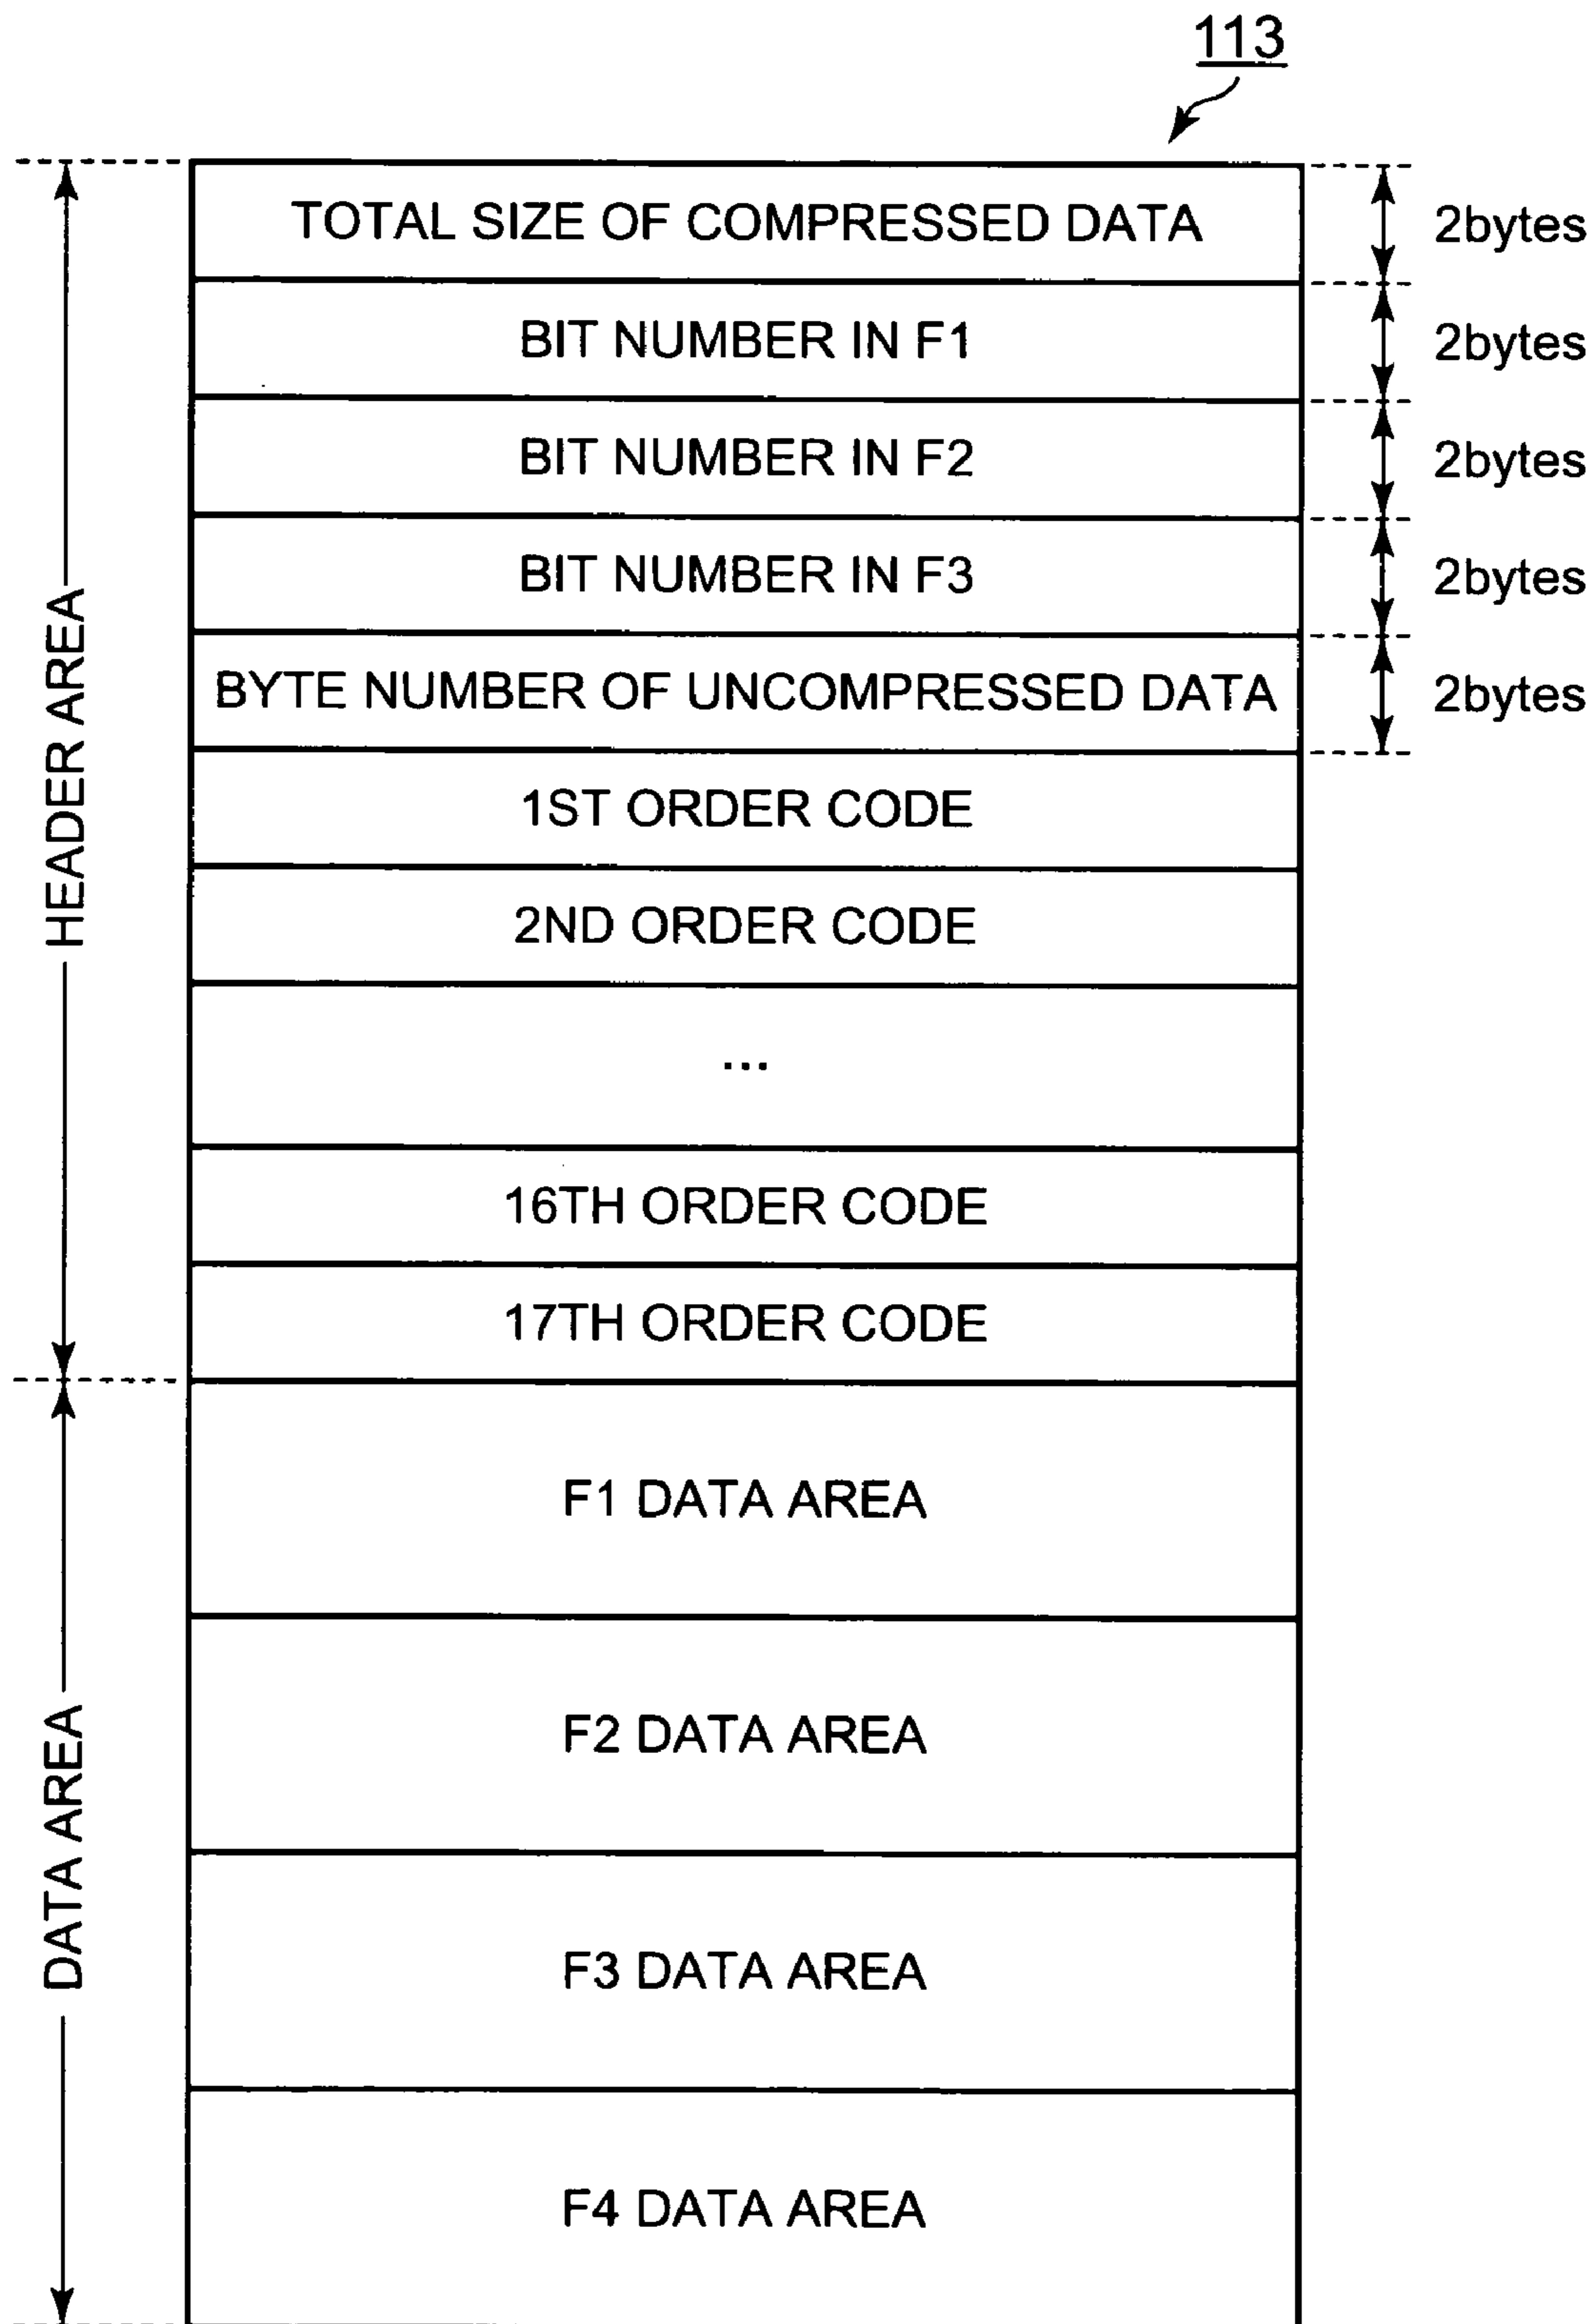 113
TOTAL SIZE OF COMPRESSED DATA
2bytes
BIT NUMBER IN F1
2bytes
BIT NUMBER IN F2
2bytes
BIT NUMBER IN F3
2bytes
BYTE NUMBER OF UNCOMPRESSED DATA
2bytes
HEADER AREA
1ST ORDER CODE
2ND ORDER CODE
...
16TH ORDER CODE
17TH ORDER CODE
DATA AREA
F1 DATA AREA
F2 DATA AREA
F3 DATA AREA
F4 DATA AREA